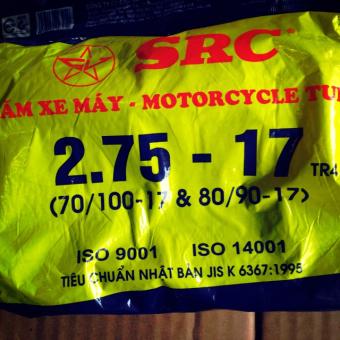 SRC
ĂM XE MÁY - MOTORCYCLE TU
2.75 - 17 TR4
(70/100-17 & 80/90-17)
ISO 9001 ISO 14001
TIÊU CHUẨN NHẬT BẢN JIS K 6367:1995